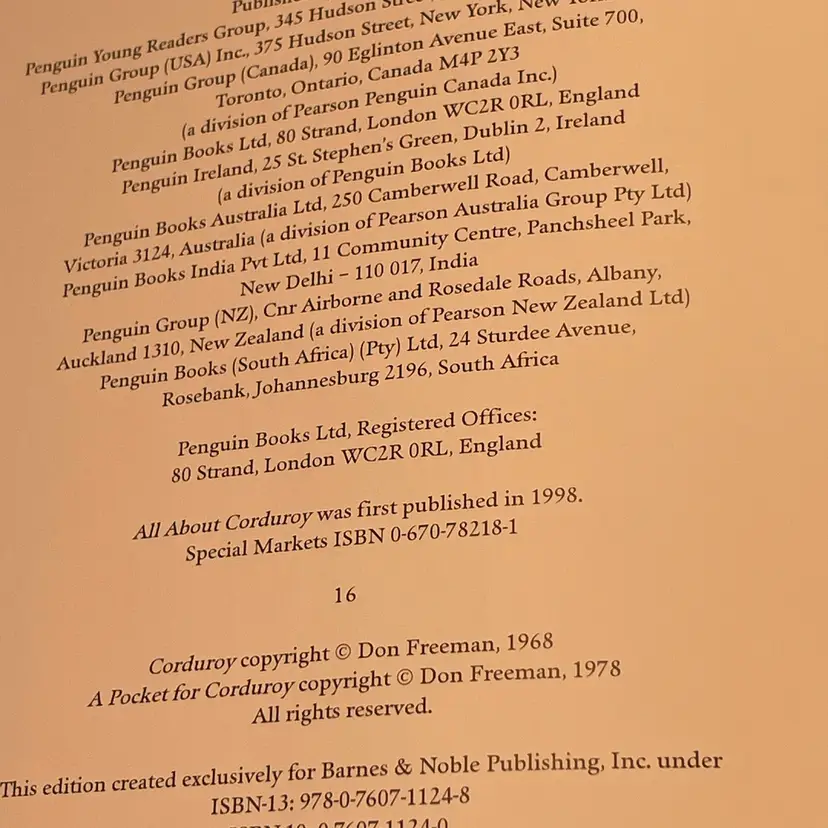 Penguin Young Readers Group, 345 Hudson
Penguin Group (USA) Inc., 375 Hudson Street, New York, New
Penguin Group (Canada), 90 Eglinton Avenue East, Suite 700,
Toronto, Ontario, Canada M4P 2Y3
(a division of Pearson Penguin Canada Inc.)
Penguin Books Ltd, 80 Strand, London WC2R 0RL, England
Penguin Ireland, 25 St. Stephen's Green, Dublin 2, Ireland
(a division of Penguin Books Ltd)
Penguin Books Australia Ltd, 250 Camberwell Road, Camberwell,
Victoria 3124, Australia (a division of Pearson Australia Group Pty Ltd)
Penguin Books India Pvt Ltd, 11 Community Centre, Panchsheel Park,
New Delhi – 110 017, India
Penguin Group (NZ), Cnr Airborne and Rosedale Roads, Albany,
Auckland 1310, New Zealand (a division of Pearson New Zealand Ltd)
Penguin Books (South Africa) (Pty) Ltd, 24 Sturdee Avenue,
Rosebank, Johannesburg 2196, South Africa
Penguin Books Ltd, Registered Offices:
80 Strand, London WC2R 0RL, England
All About Corduroy was first published in 1998.
Special Markets ISBN 0-670-78218-1
16
Corduroy copyright © Don Freeman, 1968
A Pocket for Corduroy copyright © Don Freeman, 1978
All rights reserved.
This edition created exclusively for Barnes & Noble Publishing, Inc. under
ISBN-13: 978-0-7607-1124-8